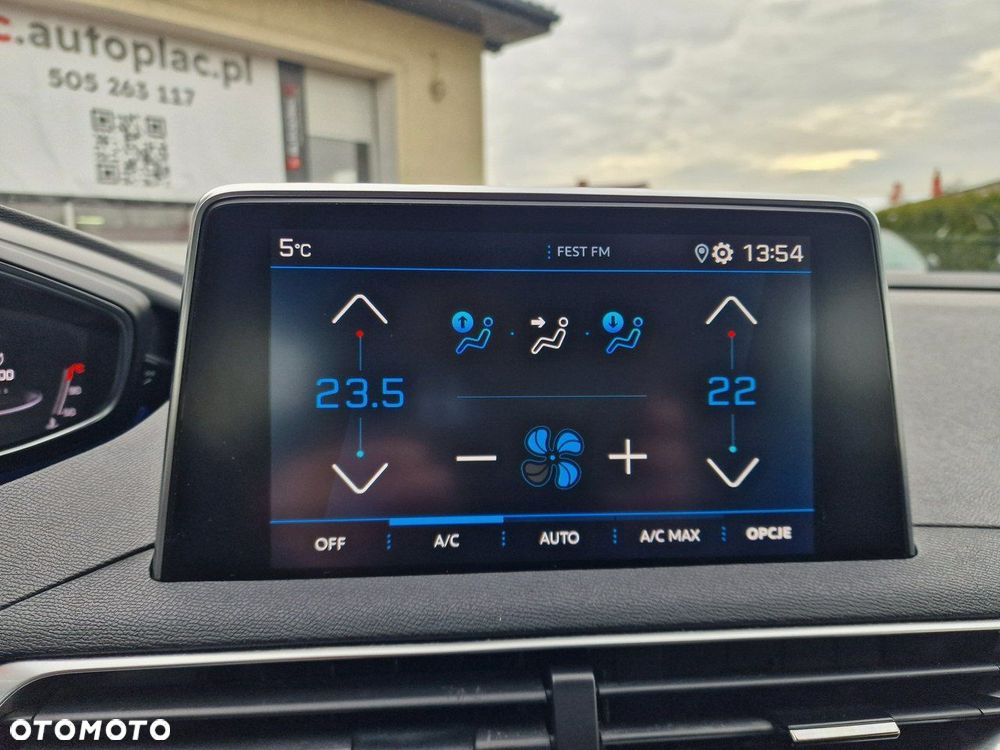 c.autoplac.pl
505 263 117
5°C
FEST FM
13:54
23.5
22
OFF
A/C
AUTO
A/C MAX
OPCJE
OTOMOTO